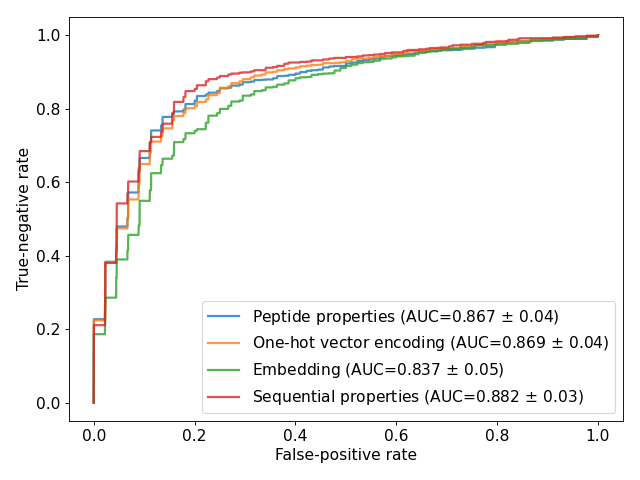 1.0
0.8
0.6
0.4
0.2
0.0
True-negative rate
Peptide properties (AUC=0.867 ± 0.04)
One-hot vector encoding (AUC=0.869 ± 0.04)
Embedding (AUC=0.837 ± 0.05)
Sequential properties (AUC=0.882 ± 0.03)
0.0 0.2 0.4 0.6 0.8 1.0
False-positive rate